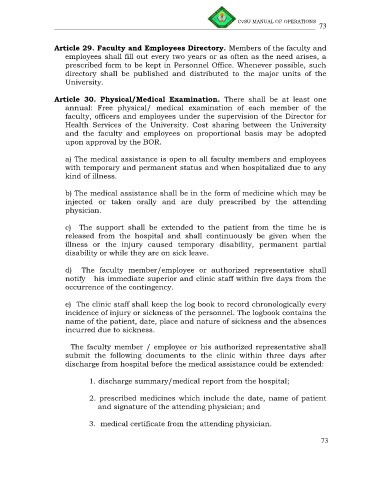 CvSU MANUAL OF OPERATIONS
73
Article 29. Faculty and Employees Directory. Members of the faculty and
employees shall fill out every two years or as often as the need arises, a
prescribed form to be kept in Personnel Office. Whenever possible, such
directory shall be published and distributed to the major units of the
University.
Article 30. Physical/Medical Examination. There shall be at least one
annual: Free physical/ medical examination of each member of the
faculty, officers and employees under the supervision of the Director for
Health Services of the University. Cost sharing between the University
and the faculty and employees on proportional basis may be adopted
upon approval by the BOR.
a) The medical assistance is open to all faculty members and employees
with temporary and permanent status and when hospitalized due to any
kind of illness.
b) The medical assistance shall be in the form of medicine which may be
injected or taken orally and are duly prescribed by the attending
physician.
c) The support shall be extended to the patient from the time he is
released from the hospital and shall continuously be given when the
illness or the injury caused temporary disability, permanent partial
disability or while they are on sick leave.
d) The faculty member/employee or authorized representative shall
notify his immediate superior and clinic staff within five days from the
occurrence of the contingency.
e) The clinic staff shall keep the log book to record chronologically every
incidence of injury or sickness of the personnel. The logbook contains the
name of the patient, date, place and nature of sickness and the absences
incurred due to sickness.
The faculty member / employee or his authorized representative shall
submit the following documents to the clinic within three days after
discharge from hospital before the medical assistance could be extended:
1. discharge summary/medical report from the hospital;
2. prescribed medicines which include the date, name of patient
and signature of the attending physician; and
3. medical certificate from the attending physician.
73